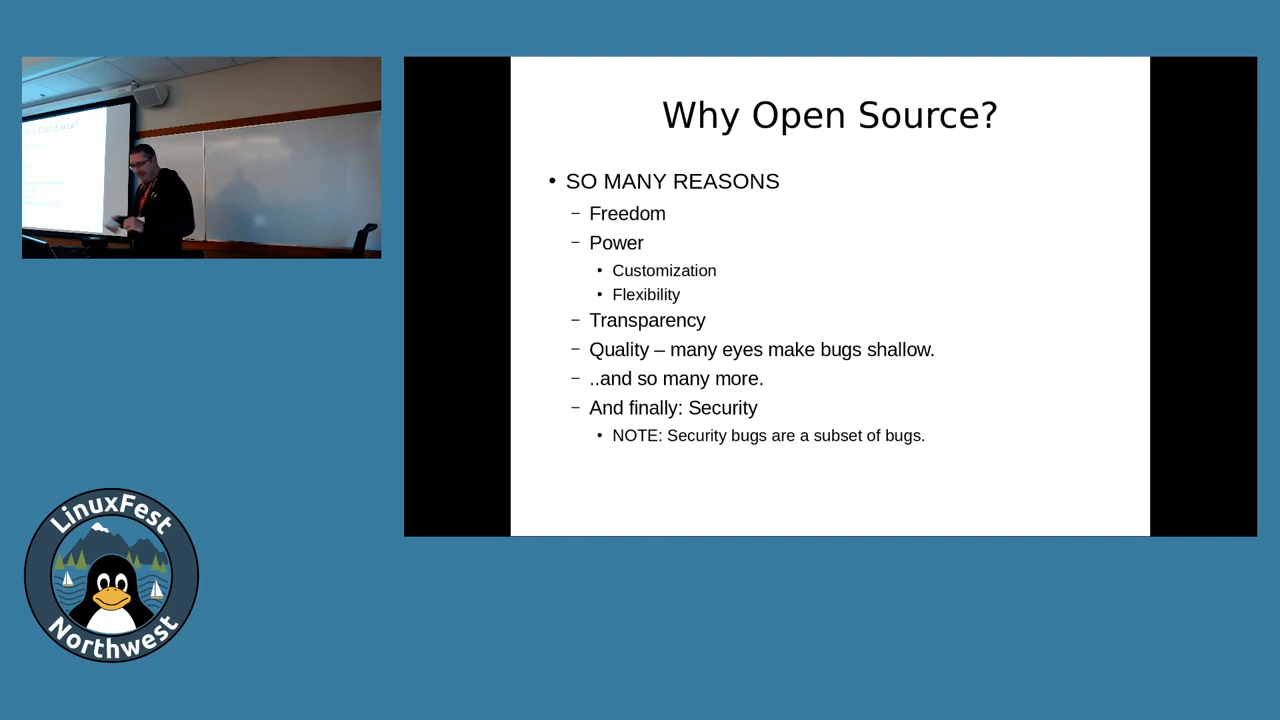 Why Open Source?
• SO MANY REASONS
– Freedom
– Power
• Customization
• Flexibility
– Transparency
– Quality – many eyes make bugs shallow.
– ..and so many more.
– And finally: Security
• NOTE: Security bugs are a subset of bugs.
LinuxFest
Northwest